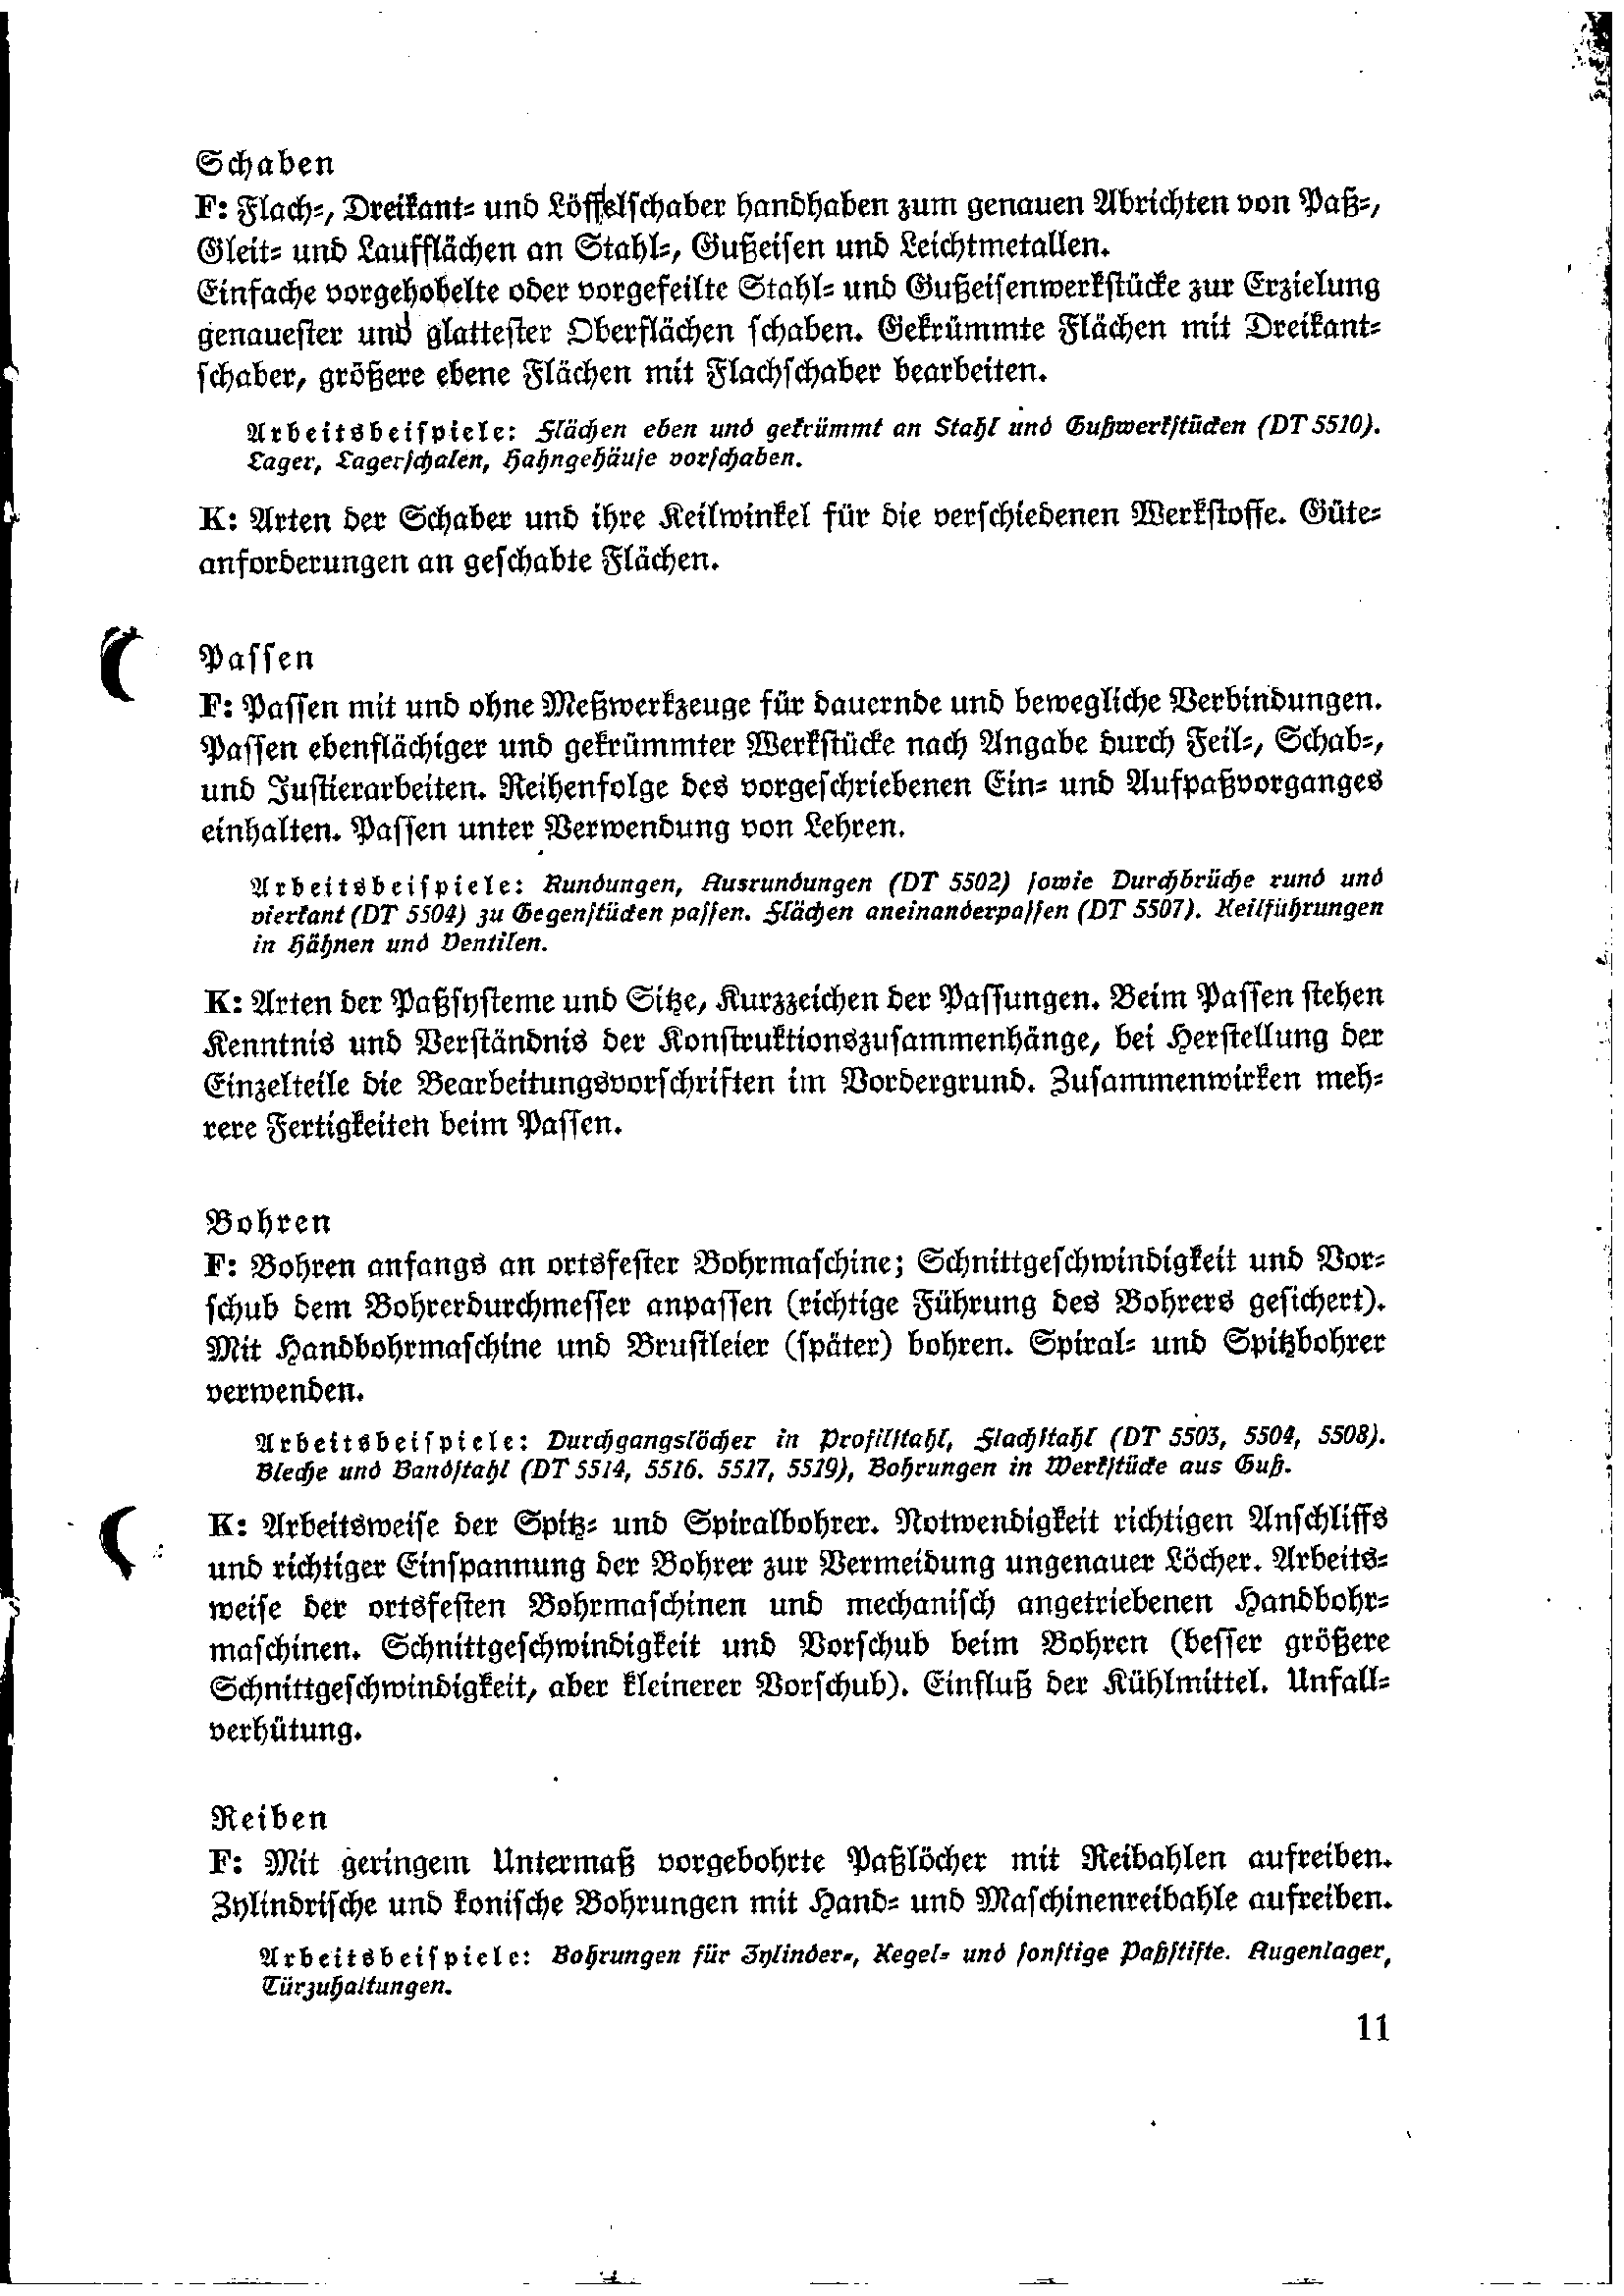 Schaben
F: Flach-, Dreikant- und Löffelschaber handhaben zum genauen Abrichten von Paß-,
Gleit- und Laufflächen an Stahl-, Gußeisen und Leichtmetallen.
Einfache vorgehobelte oder vorgefeilte Stahl- und Gußeisenwerkstücke zur Erzielung
genauester und glattester Oberflächen schaben. Gekrümmte Flächen mit Dreikant-
schaber, größere ebene Flächen mit Flachschaber bearbeiten.
Arbeitsbeispiele: Flächen eben und gekrümmt an Stahl und Gußwerkstücken (DT 5510).
Lager, Lagerschalen, Hahngehäuse vorschaben.
K: Arten der Schaber und ihre Keilwinkel für die verschiedenen Werkstoffe. Güte-
anforderungen an geschabte Flächen.
Passen
F: Passen mit und ohne Meßwerkzeuge für dauernde und bewegliche Verbindungen.
Passen ebenflächiger und gekrümmter Werkstücke nach Angabe durch Feil-, Schab-,
und Justierarbeiten. Reihenfolge des vorgeschriebenen Ein- und Aufpaßvorganges
einhalten. Passen unter Verwendung von Lehren.
Arbeitsbeispiele: Rundungen, Ausrundungen (DT 5502) sowie Durchbrüche rund und
vierkant (DT 5504) zu Gegenstücken passen. Flächen aneinanderpassen (DT 5507). Keilführungen
in Hähnen und Ventilen.
K: Arten der Paßsysteme und Sitze, Kurzzeichen der Passungen. Beim Passen stehen
Kenntnis und Verständnis der Konstruktionszusammenhänge, bei Herstellung der
Einzelteile die Bearbeitungsvorschriften im Vordergrund. Zusammenwirken meh-
rere Fertigkeiten beim Passen.
Bohren
F: Bohren anfangs an ortsfester Bohrmaschine; Schnittgeschwindigkeit und Vor-
schub dem Bohrerdurchmesser anpassen (richtige Führung des Bohrers gesichert).
Mit Handbohrmaschine und Brustleier (später) bohren. Spiral- und Spitzbohrer
verwenden.
Arbeitsbeispiele: Durchgangslöcher in Profilstahl, Flachstahl (DT 5503, 5504, 5508).
Bleche und Bandstahl (DT 5514, 5516. 5517, 5519), Bohrungen in Werkstücke aus Guß.
K: Arbeitsweise der Spitz- und Spiralbohrer. Notwendigkeit richtigen Anschliffs
und richtiger Einspannung der Bohrer zur Vermeidung ungenauer Löcher. Arbeits-
weise der ortsfesten Bohrmaschinen und mechanisch angetriebenen Handbohr-
maschinen. Schnittgeschwindigkeit und Vorschub beim Bohren (besser größere
Schnittgeschwindigkeit, aber kleinerer Vorschub). Einfluß der Kühlmittel. Unfall-
verhütung.
Reiben
F: Mit geringem Untermaß vorgebohrte Paßlöcher mit Reibahlen aufreiben.
Zylindrische und konische Bohrungen mit Hand- und Maschinenreibahle aufreiben.
Arbeitsbeispiele: Bohrungen für Zylinder-, Kegel- und sonstige Paßstifte. Augenlager,
Türzuhaltungen.
11